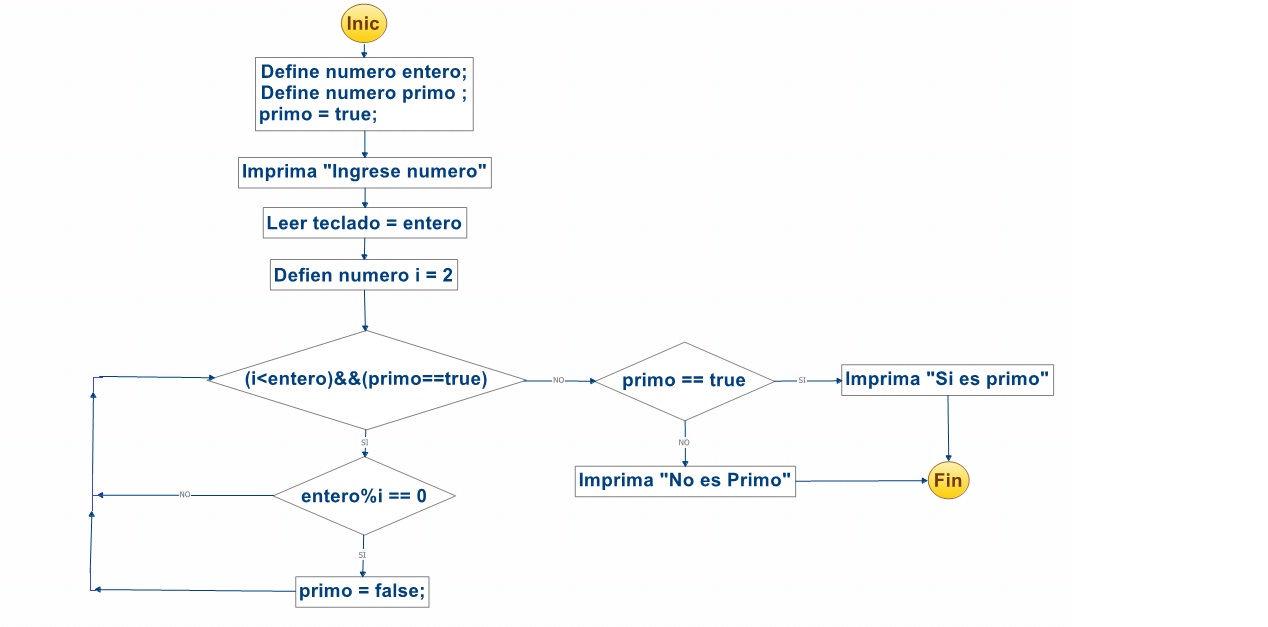 Inic
Define numero entero;
Define numero primo ;
primo = true;
Imprima "Ingrese numero"
Leer teclado = entero
Defien numero i = 2
(i<entero)&&(primo==true)
NO
primo == true
SI
Imprima "Si es primo"
SI
NO
Imprima "No es Primo"
Fin
NO
entero%i == 0
SI
primo = false;